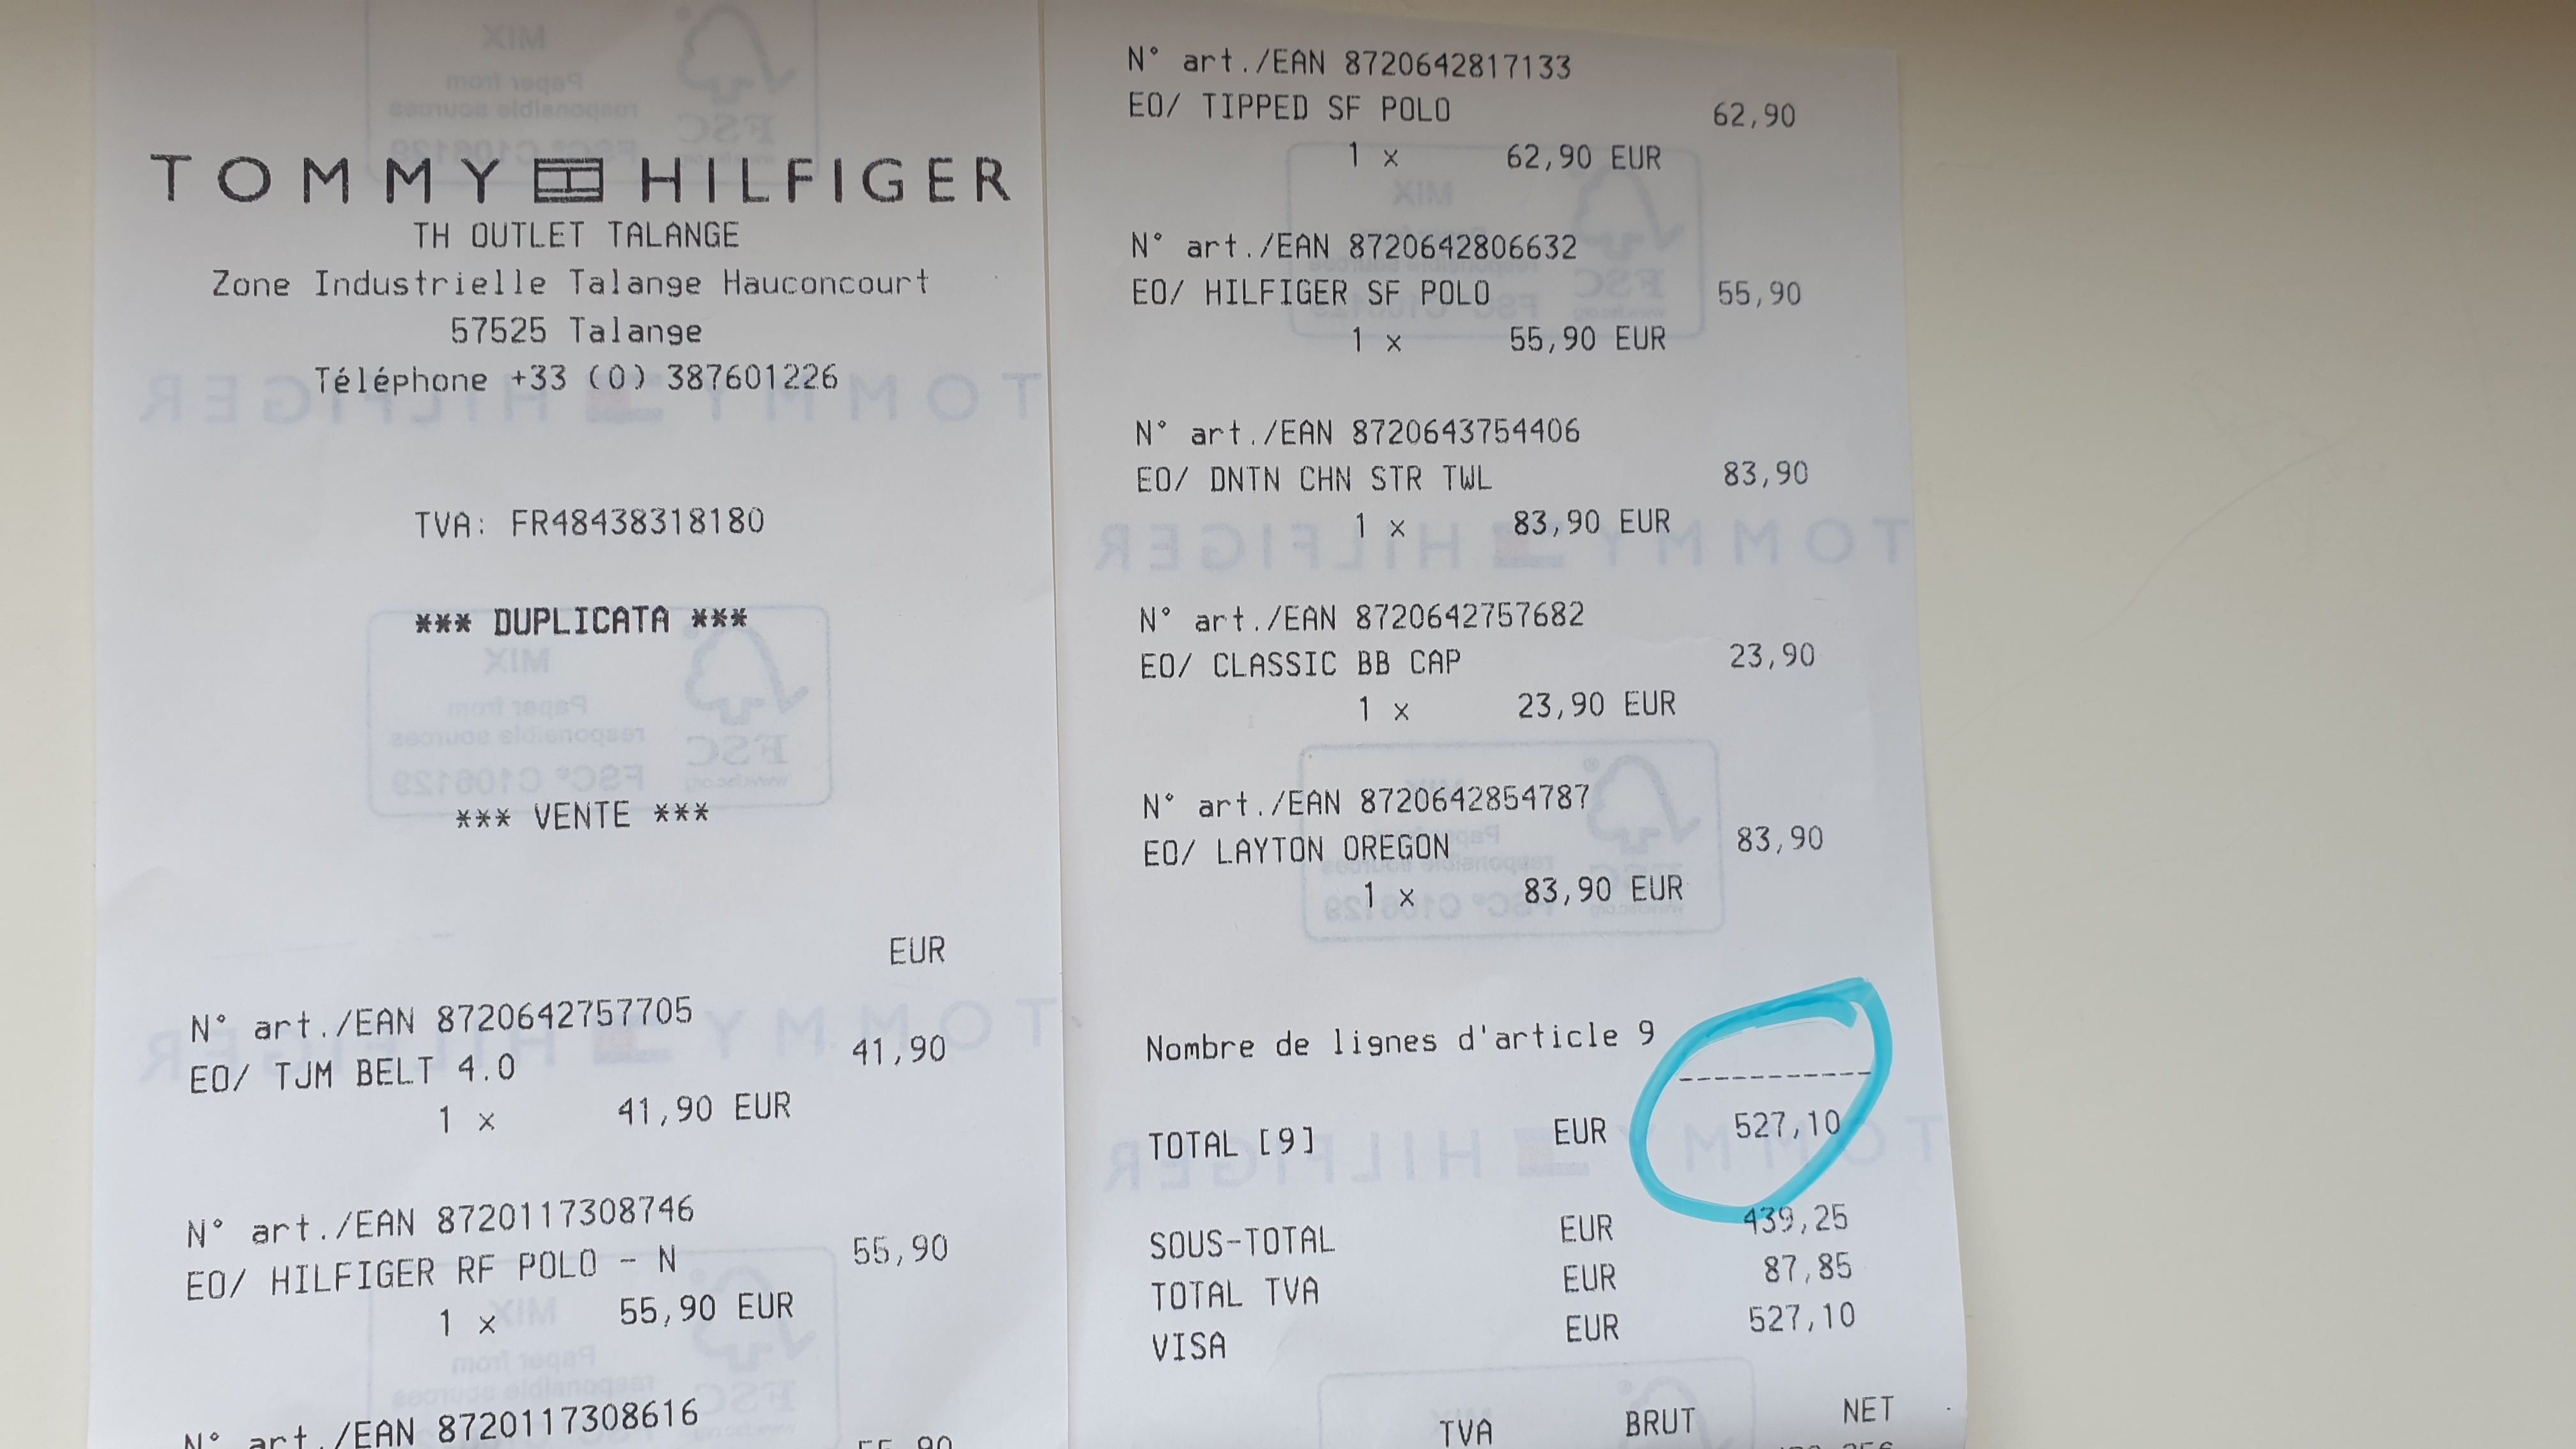 TOMMY HILFIGER
TH OUTLET TALANGE
Zone Industrielle Talange Hauconcourt
57525 Talange
Téléphone +33 (0) 387601226
TVA: FR48438318180
*** DUPLICATA ***
*** VENTE ***
EUR
N° art./EAN 8720642757705
EO/ TJM BELT 4.0 41,90
1 x 41,90 EUR
N° art./EAN 8720117308746
EO/ HILFIGER RF POLO - N 55,90
1 x 55,90 EUR
N° art./EAN 8720117308616
N° art./EAN 8720642817133
EO/ TIPPED SF POLO 62,90
1 x 62,90 EUR
N° art./EAN 8720642806632
EO/ HILFIGER SF POLO 55,90
1 x 55,90 EUR
N° art./EAN 8720643754406
EO/ DNTN CHN STR TWL 83,90
1 x 83,90 EUR
N° art./EAN 8720642757682
EO/ CLASSIC BB CAP 23,90
1 x 23,90 EUR
N° art./EAN 8720642854787
EO/ LAYTON OREGON 83,90
1 x 83,90 EUR
Nombre de lignes d'article 9
-----------
TOTAL [9] EUR 527,10
SOUS-TOTAL EUR 439,25
TOTAL TVA EUR 87,85
VISA EUR 527,10
TVA BRUT NET